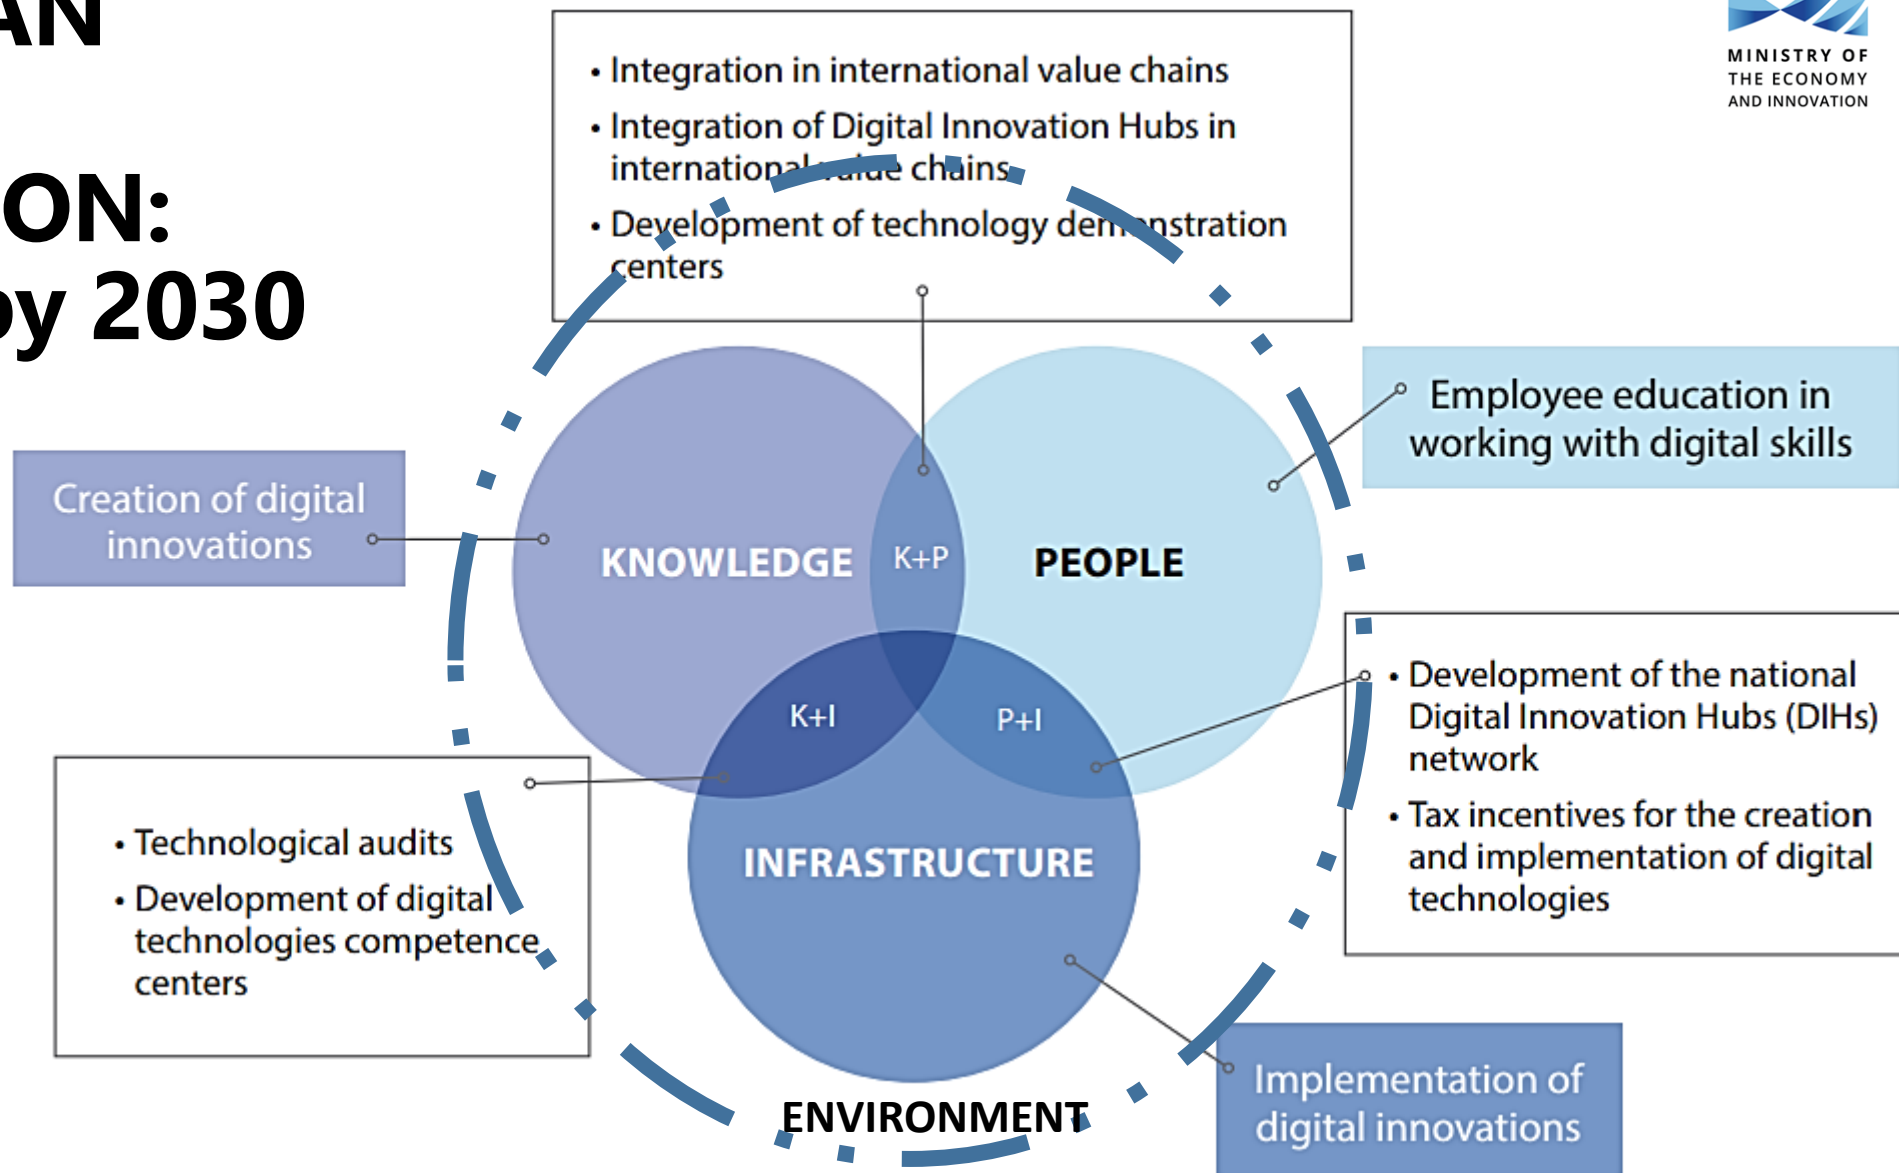 AN
ON:
by 2030
MINISTRY OF
THE ECONOMY
AND INNOVATION
• Integration in international value chains
• Integration of Digital Innovation Hubs in
international value chains
• Development of technology demonstration
centers
Employee education in
working with digital skills
Creation of digital
innovations
KNOWLEDGE
K+P
PEOPLE
K+I
P+I
• Development of the national
Digital Innovation Hubs (DIHs)
network
• Tax incentives for the creation
and implementation of digital
technologies
• Technological audits
• Development of digital
technologies competence
centers
INFRASTRUCTURE
Implementation of
digital innovations
ENVIRONMENT